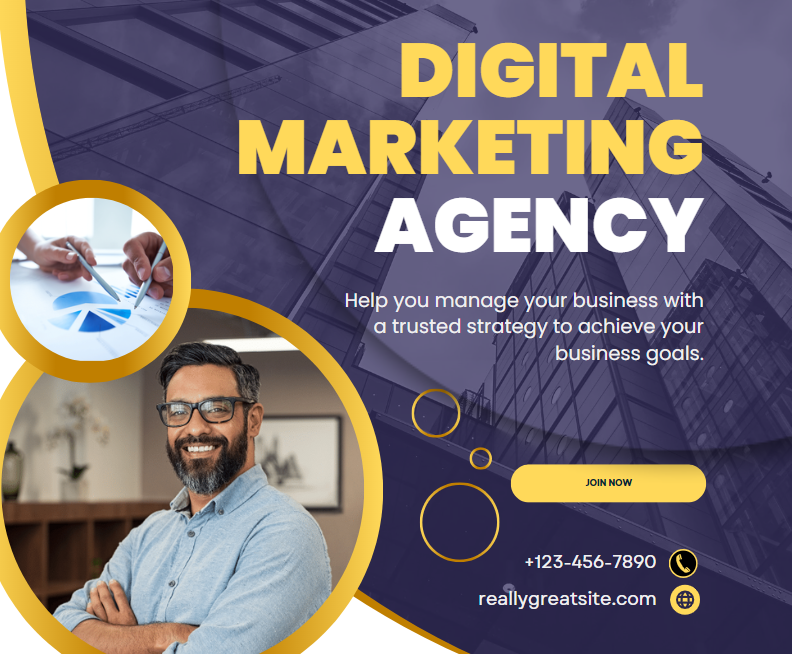 DIGITAL
MARKETING
AGENCY
Help you manage your business with
a trusted strategy to achieve your
business goals.
JOIN NOW
+123-456-7890
reallygreatsite.com